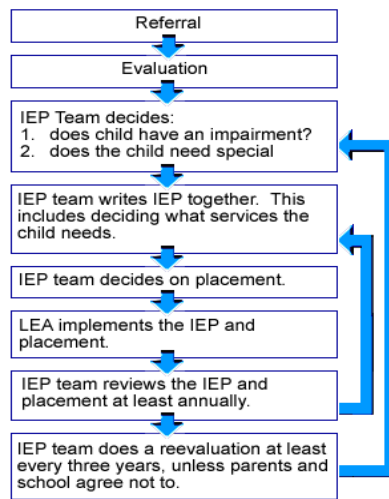 Referral
Evaluation
IEP Team decides:
1. does child have an impairment?
2. does the child need special
IEP team writes IEP together. This
includes deciding what services the
child needs.
IEP team decides on placement.
LEA implements the IEP and
placement.
IEP team reviews the IEP and
placement at least annually.
IEP team does a reevaluation at least
every three years, unless parents and
school agree not to.